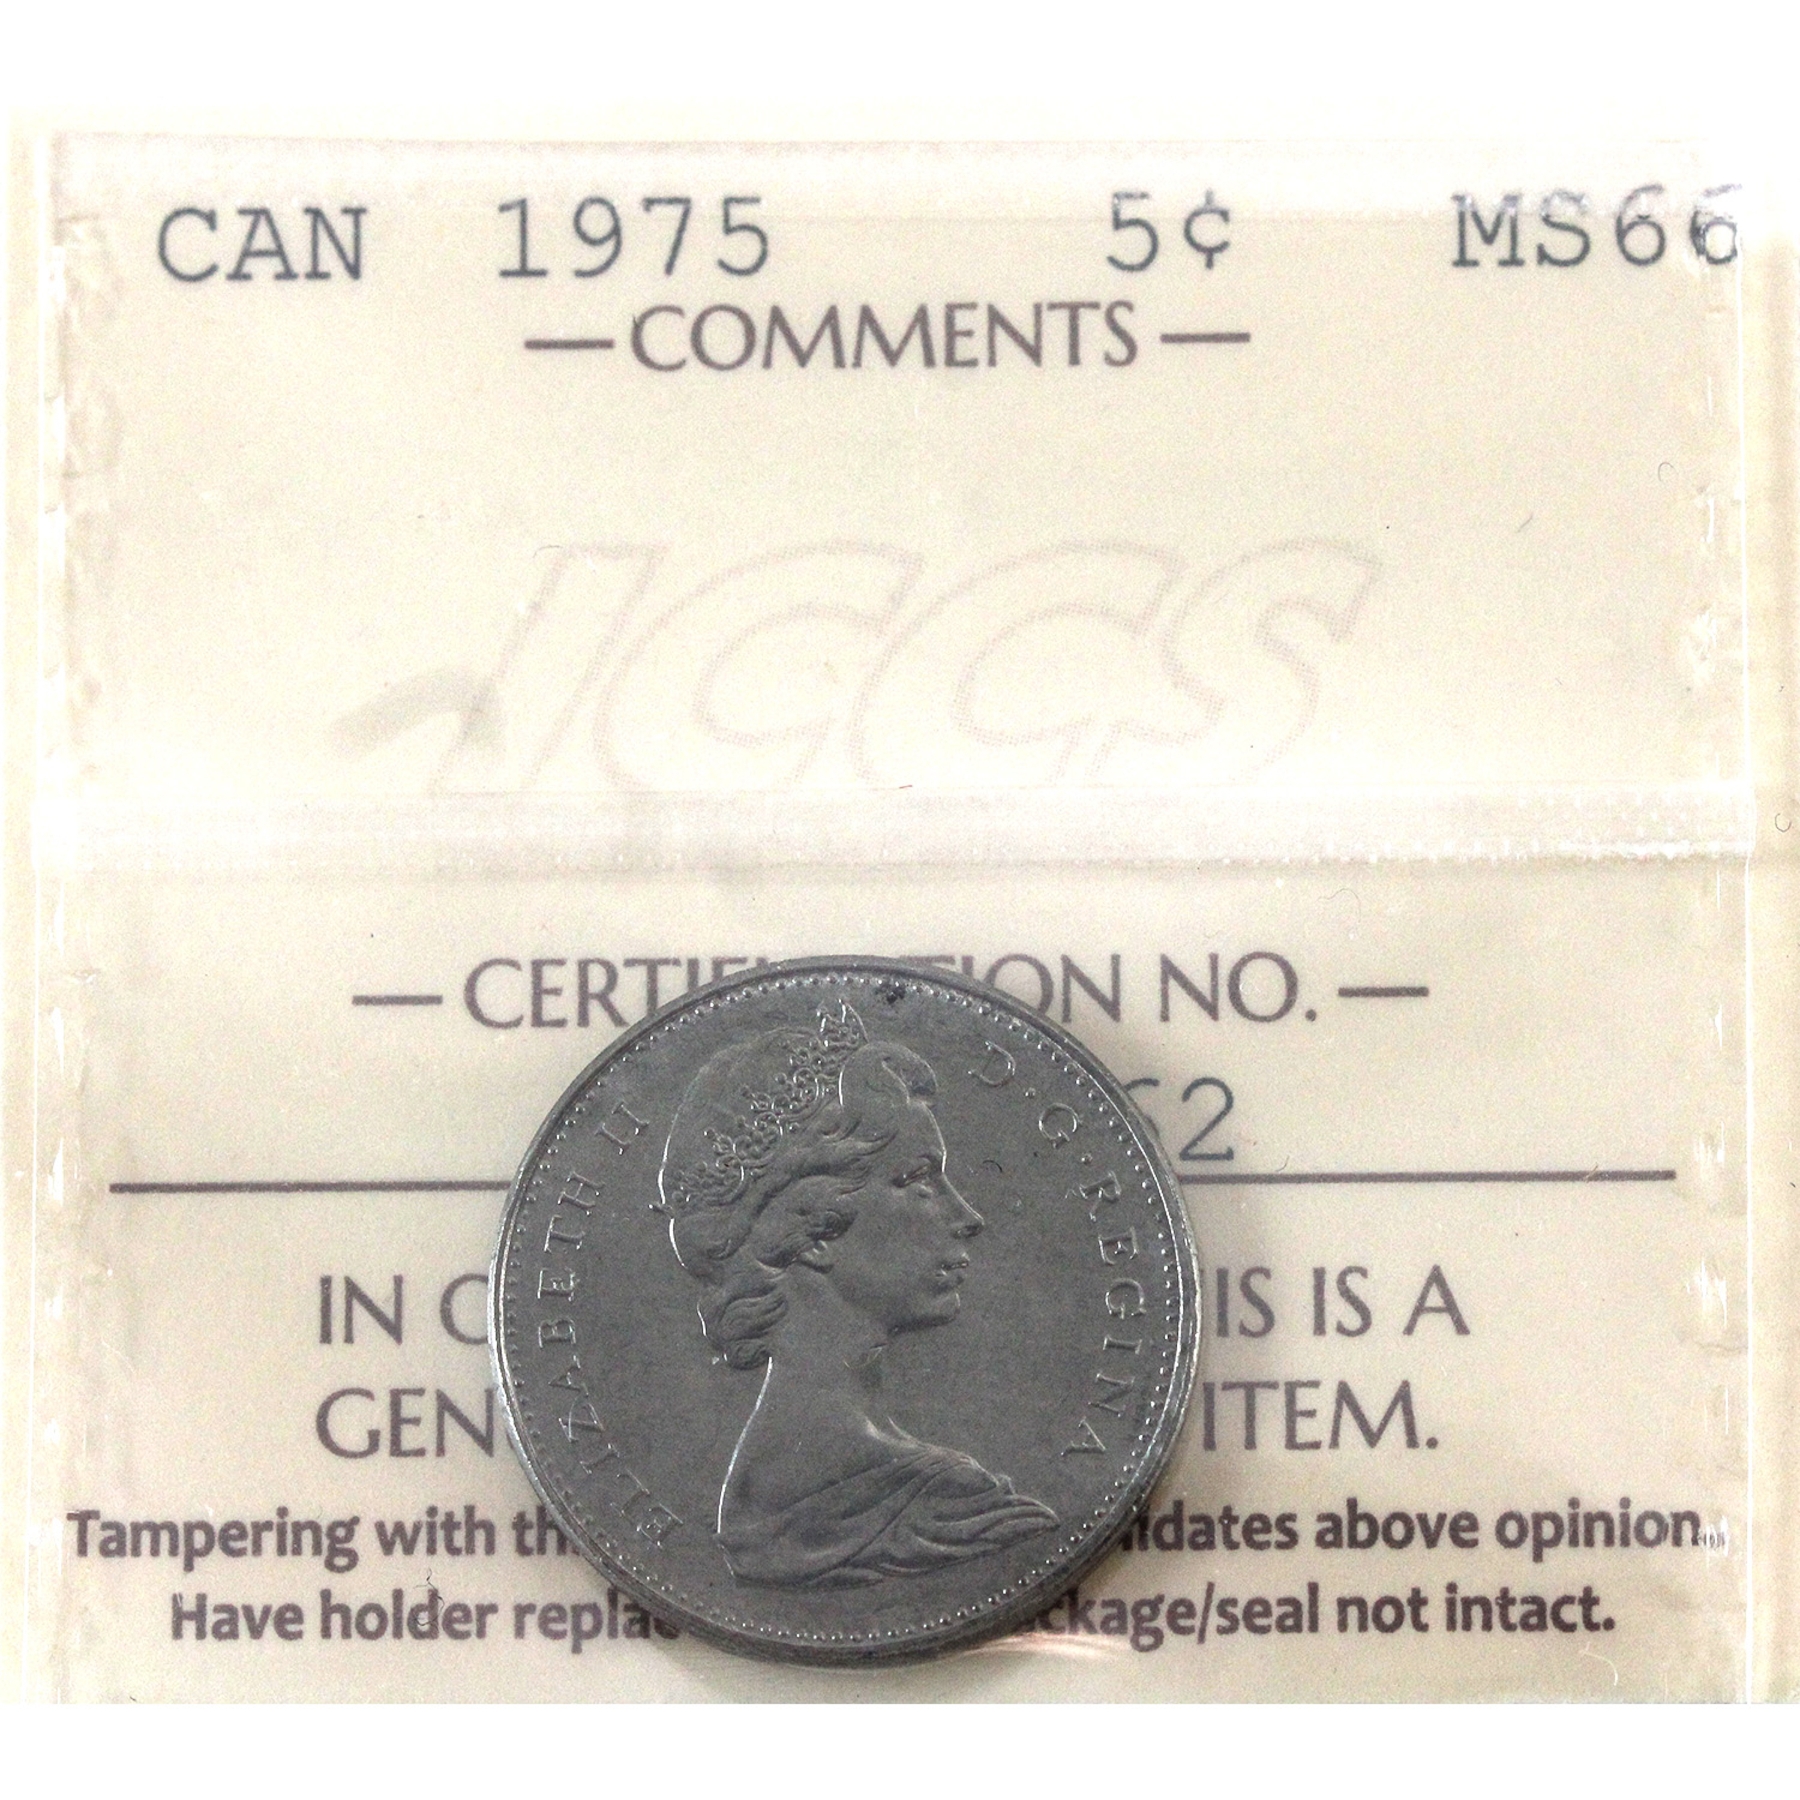 CAN 1975 5¢ MS66
—COMMENTS—
ICCS
—CERTIF TION NO.—
62
IN C IS IS A
GEN ITEM.
Tampering with th idates above opinion.
Have holder repla ckage/seal not intact.
ELIZABETH II D·G·REGINA